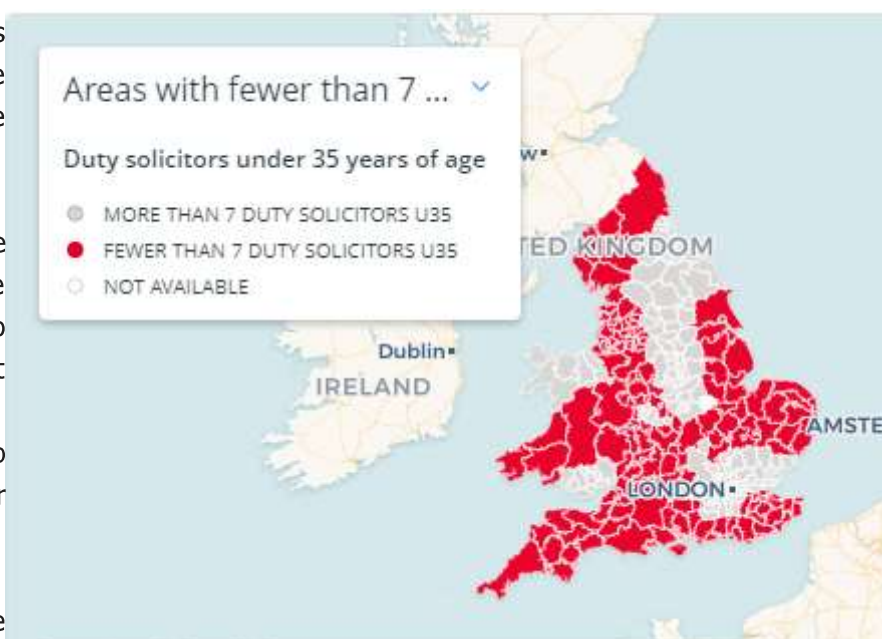 Areas with fewer than 7 ...
Duty solicitors under 35 years of age
MORE THAN 7 DUTY SOLICITORS U35
FEWER THAN 7 DUTY SOLICITORS U35
NOT AVAILABLE
TED KINGDOM
Dublin
IRELAND
AMSTE
LONDON